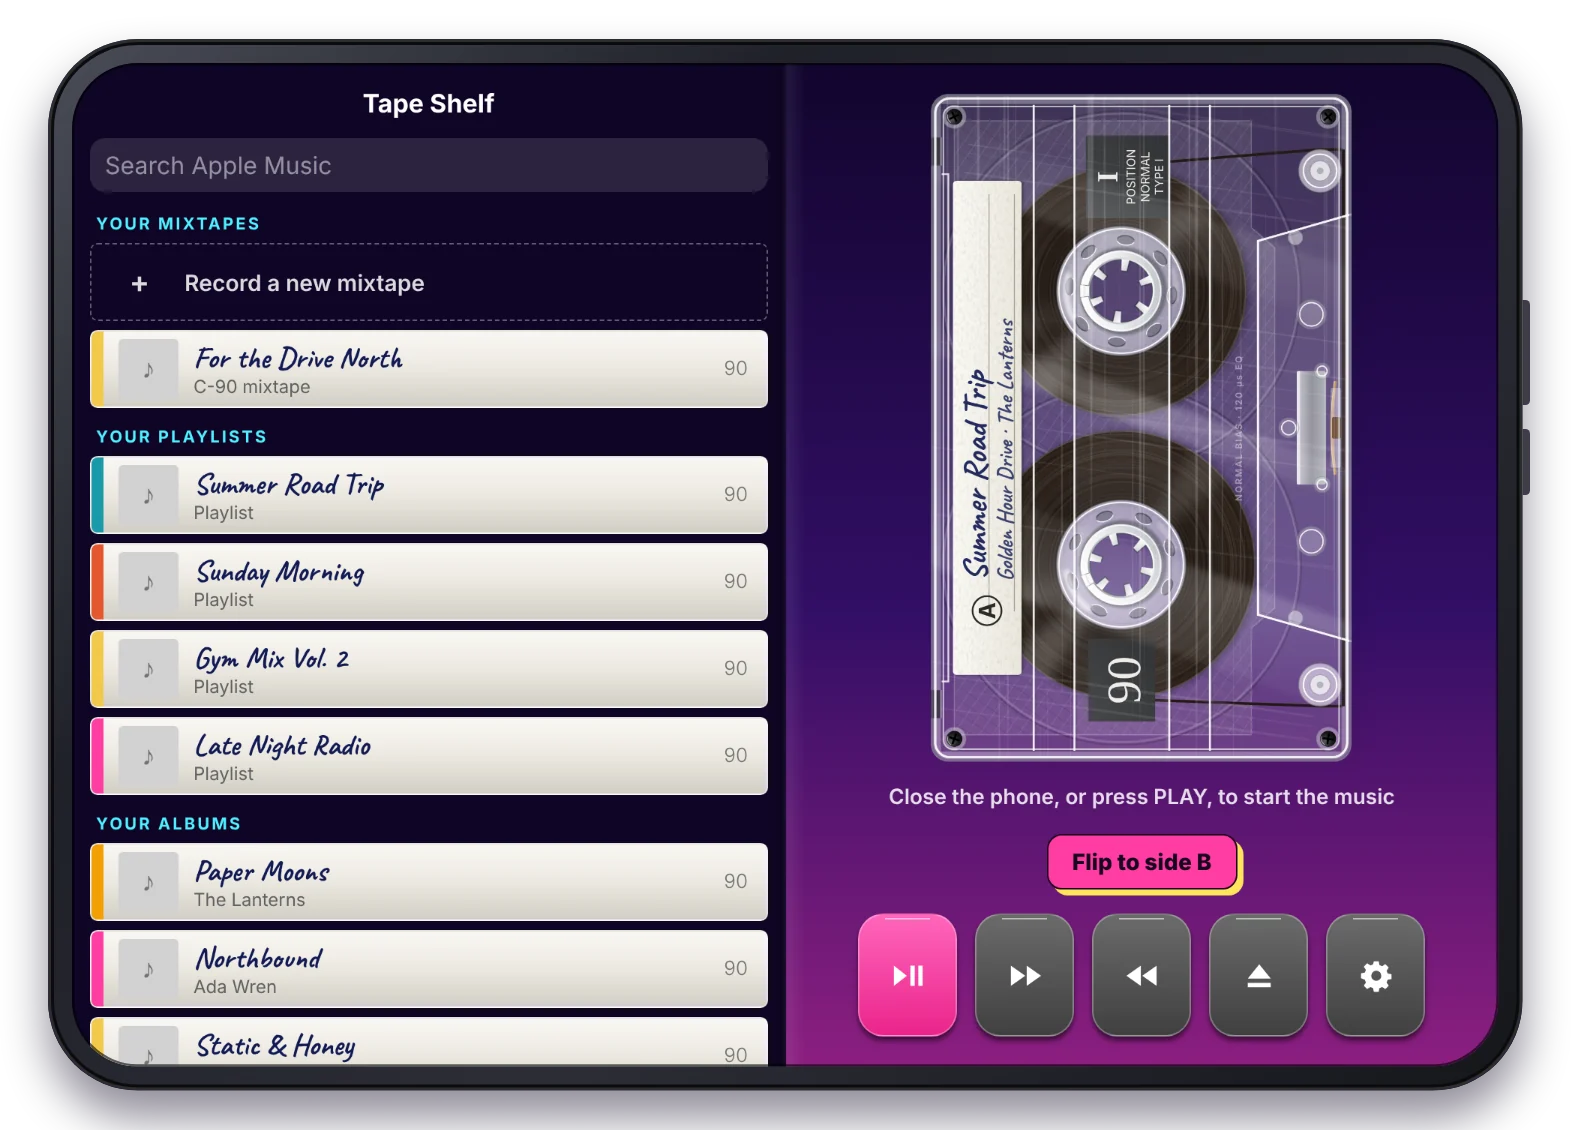 Tape Shelf
Search Apple Music
YOUR MIXTAPES
+ Record a new mixtape
For the Drive North
C-90 mixtape
90
YOUR PLAYLISTS
Summer Road Trip
Playlist
90
Sunday Morning
Playlist
90
Gym Mix Vol. 2
Playlist
90
Late Night Radio
Playlist
90
YOUR ALBUMS
Paper Moons
The Lanterns
90
Northbound
Ada Wren
90
Static & Honey
90
A
Summer Road Trip
Golden Hour Drive · The Lanterns
I
POSITION
NORMAL
TYPE I
90
NORMAL BIAS · 120 µs EQ
Close the phone, or press PLAY, to start the music
Flip to side B